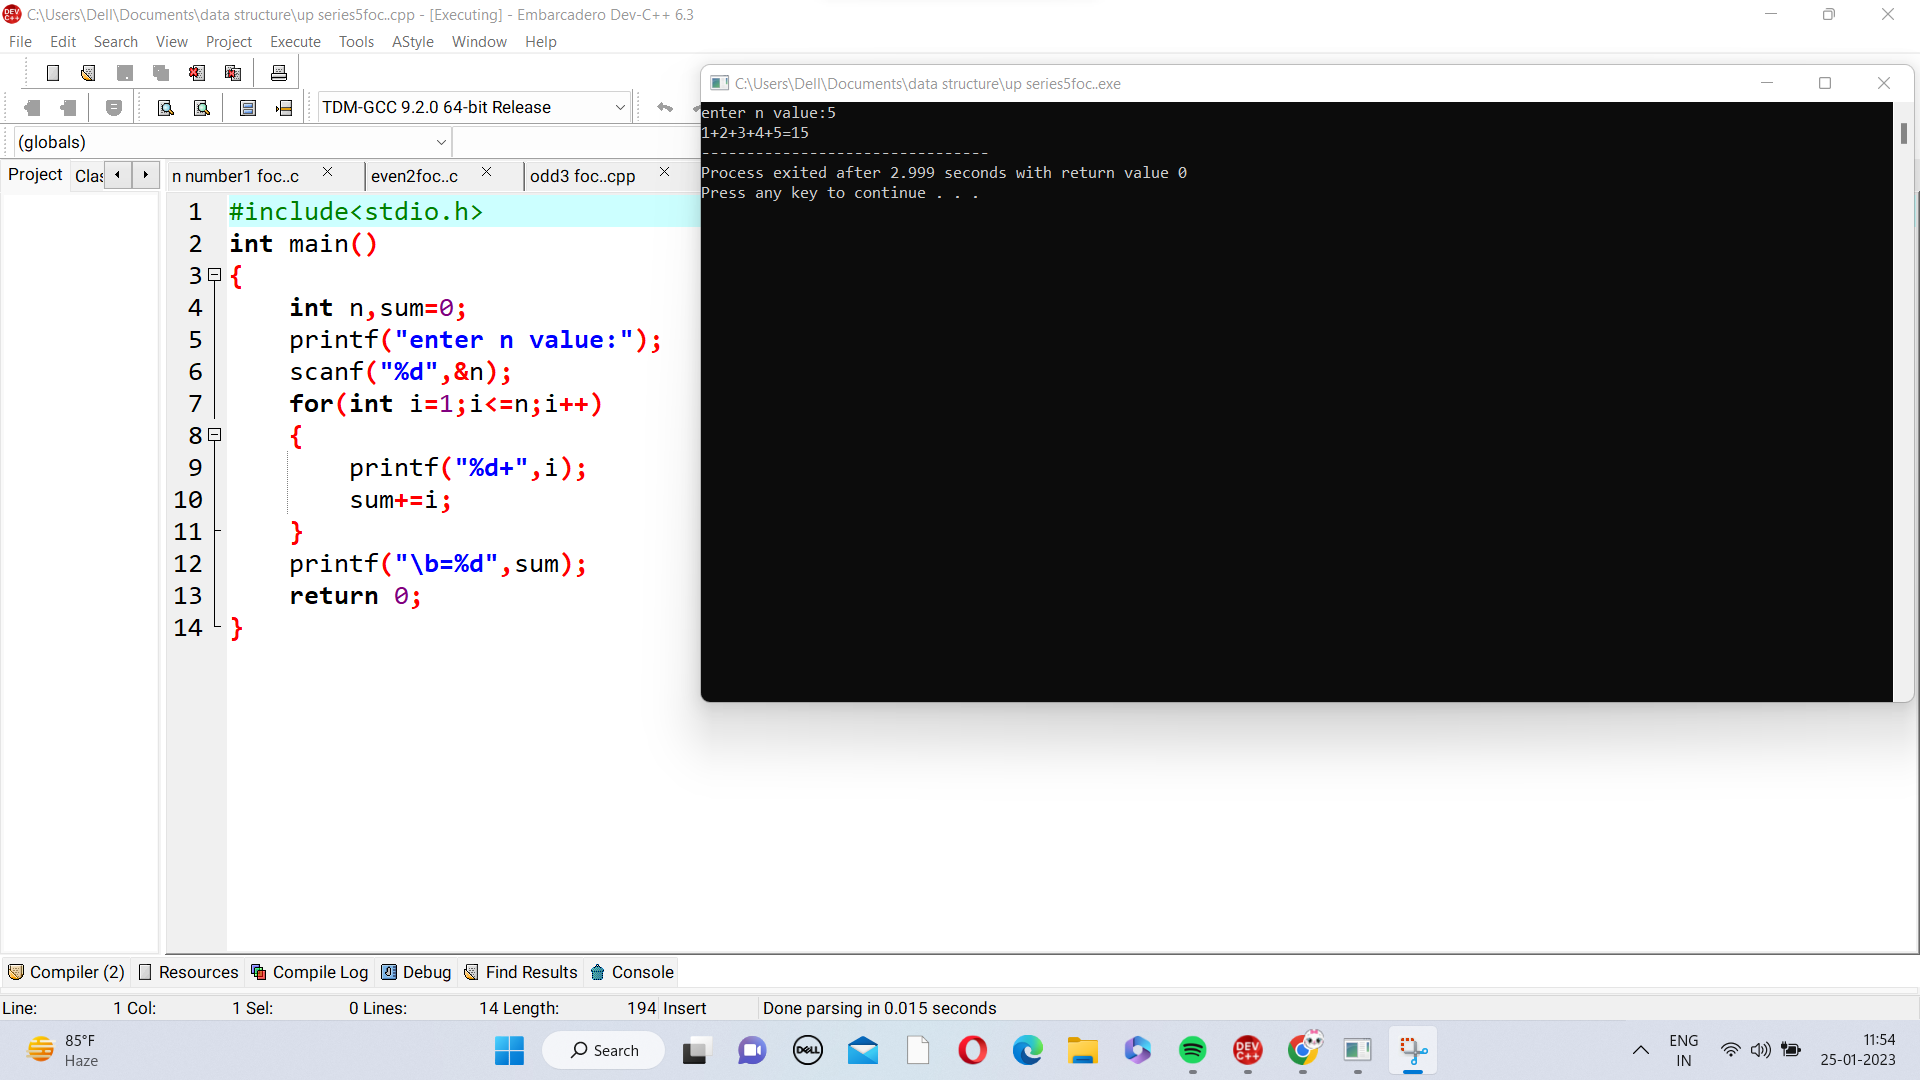 C:\Users\Dell\Documents\data structure\up series5foc..cpp - [Executing] - Embarcadero Dev-C++ 6.3
File Edit Search View Project Execute Tools AStyle Window Help
TDM-GCC 9.2.0 64-bit Release
(globals)
Project Clas
n number1 foc..c even2foc..c odd3 foc..cpp
1 #include<stdio.h>
2 int main()
3 {
4 int n,sum=0;
5 printf("enter n value:");
6 scanf("%d",&n);
7 for(int i=1;i<=n;i++)
8 {
9 printf("%d+",i);
10 sum+=i;
11 }
12 printf("\b=%d",sum);
13 return 0;
14 }
C:\Users\Dell\Documents\data structure\up series5foc.exe
enter n value:5
1+2+3+4+5=15
--------------------------------
Process exited after 2.999 seconds with return value 0
Press any key to continue . . .
Compiler (2) Resources Compile Log Debug Find Results Console
Line: 1 Col: 1 Sel: 0 Lines: 14 Length: 194 Insert Done parsing in 0.015 seconds
85°F
Haze
Search
DELL
DEV C++
ENG
IN
11:54
25-01-2023